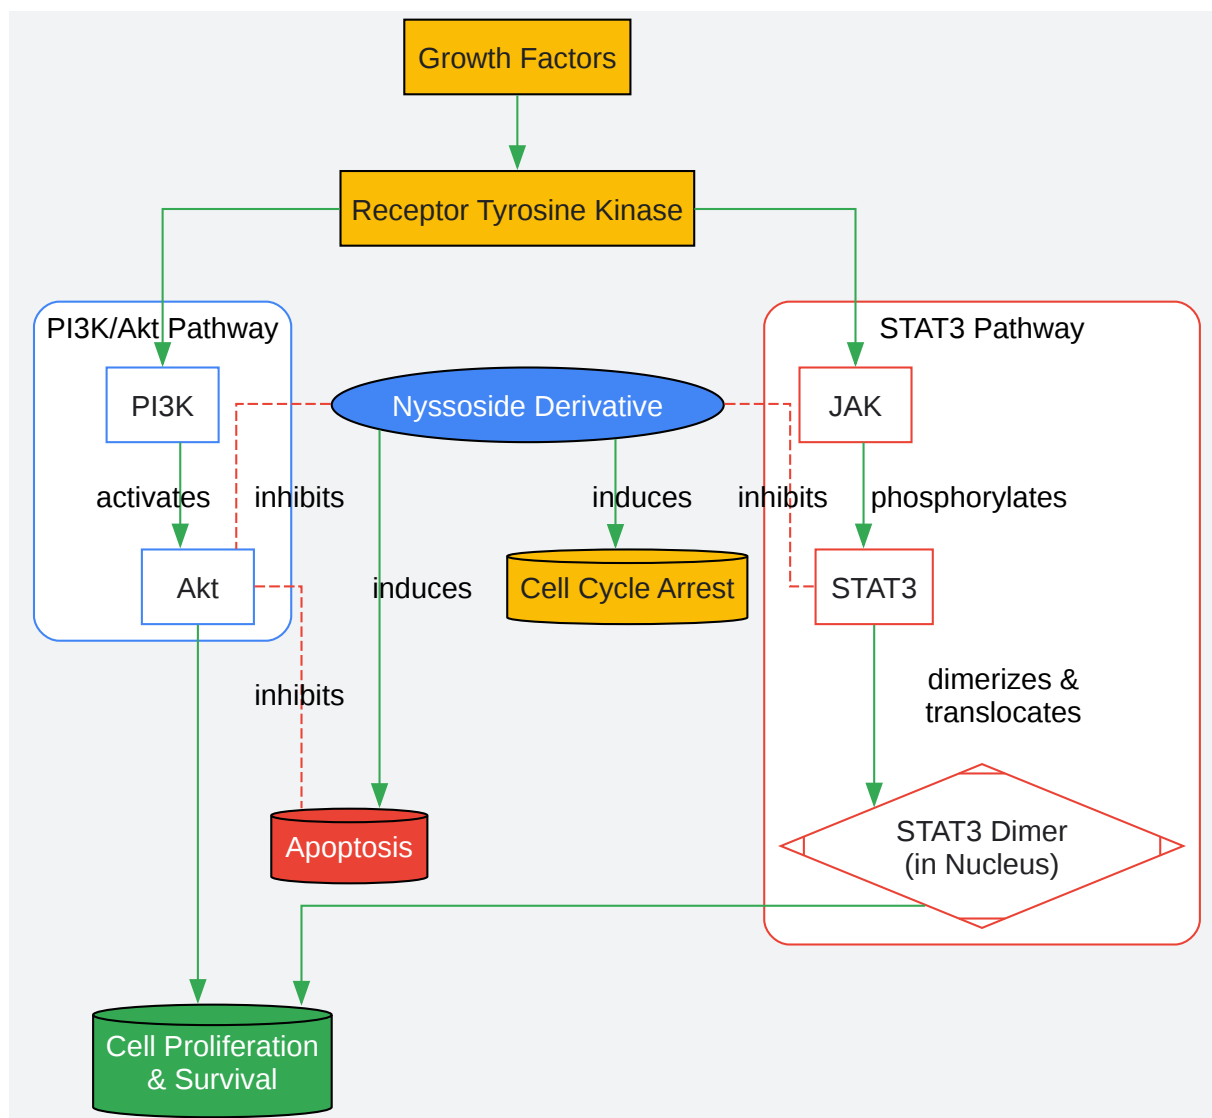 Growth Factors
Receptor Tyrosine Kinase
PI3K/Akt Pathway
STAT3 Pathway
PI3K
Nyssoside Derivative
JAK
activates
inhibits
induces
inhibits
phosphorylates
Akt
induces
Cell Cycle Arrest
STAT3
inhibits
dimerizes &
translocates
Apoptosis
STAT3 Dimer
(in Nucleus)
Cell Proliferation
& Survival